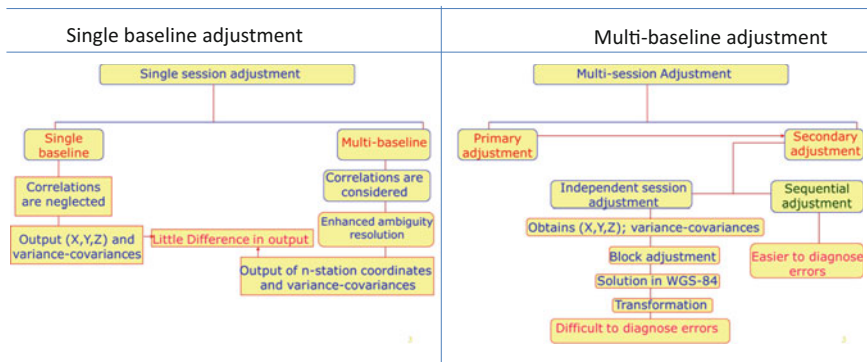 Single baseline adjustment
Single session adjustment
Single
baseline
Multi-baseline
Correlations
are neglected
Correlations are
considered
Enhanced ambiguity
resolution
Output (X,Y,Z) and
variance-covariances
Little Difference in output
Output of n-station coordinates
and variance-covariances
3
Multi-baseline adjustment
Multi-session Adjustment
Primary
adjustment
Secondary
adjustment
Independent session
adjustment
Sequential
adjustment
Obtains (X,Y,Z); variance-covariances
Block adjustment
Easier to diagnose
errors
Solution in WGS-84
Transformation
Difficult to diagnose errors
3